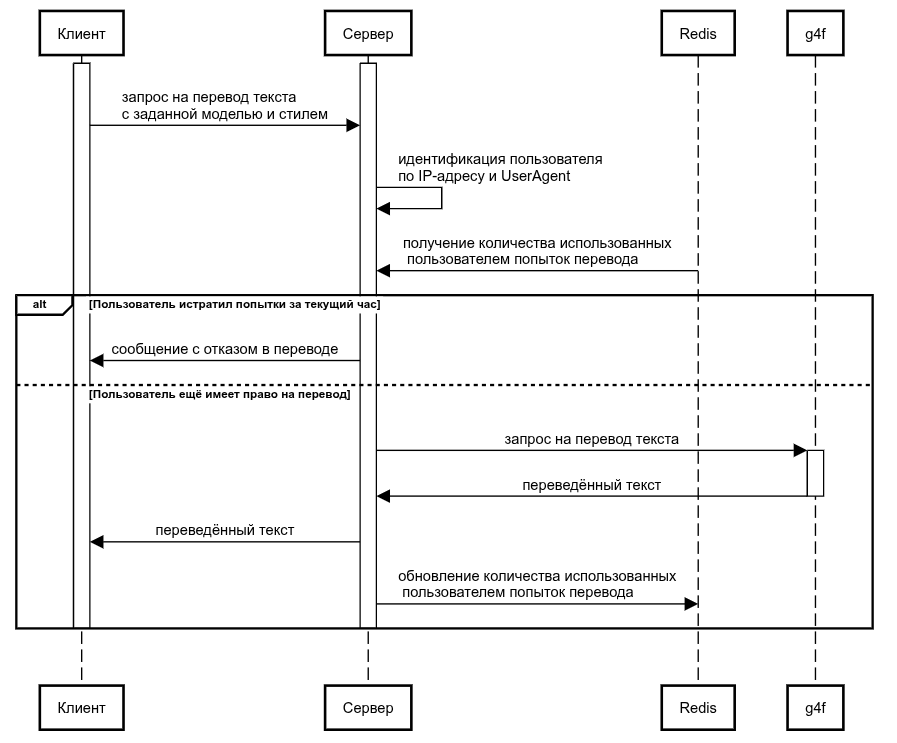 Клиент
Сервер
Redis
g4f
запрос на перевод текста
с заданной моделью и стилем
идентификация пользователя
по IP-адресу и UserAgent
получение количества использованных
пользователем попыток перевода
alt
[Пользователь истратил попытки за текущий час]
сообщение с отказом в переводе
[Пользователь ещё имеет право на перевод]
запрос на перевод текста
переведённый текст
переведённый текст
обновление количества использованных
пользователем попыток перевода
Клиент
Сервер
Redis
g4f